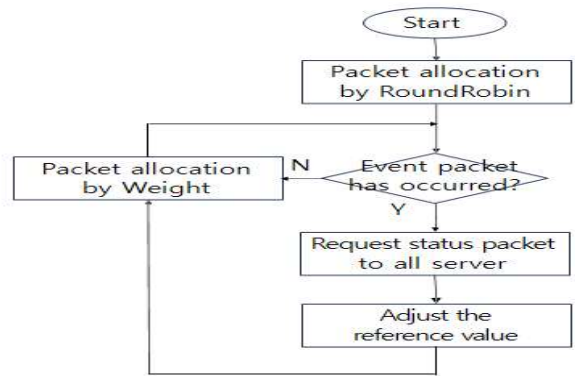 Start
Packet allocation
by RoundRobin
Packet allocation
by Weight
N
Event packet
has occurred?
Y
Request status packet
to all server
Adjust the
reference value